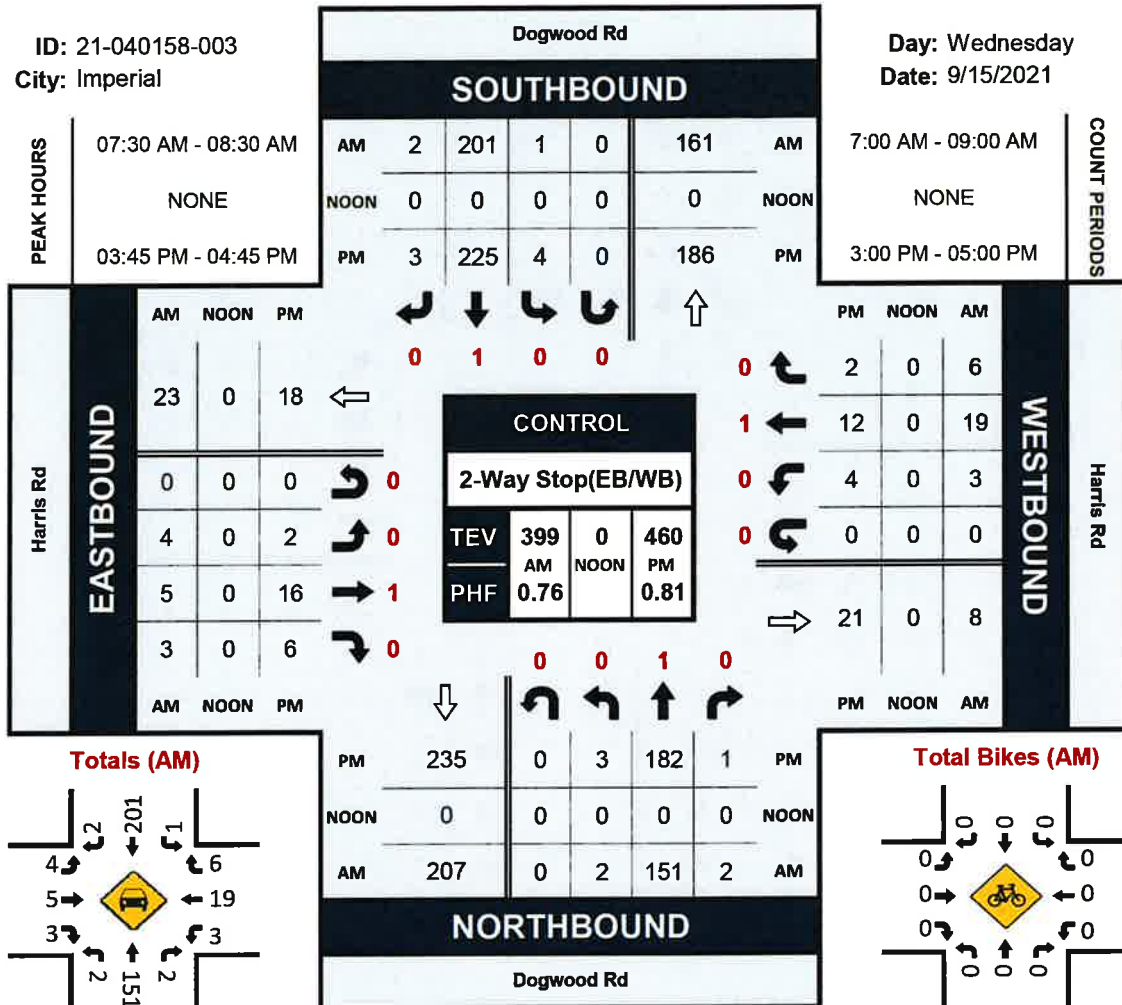 Dogwood Rd
ID: 21-040158-003
Day: Wednesday
City: Imperial
Date: 9/15/2021
SOUTHBOUND
PEAK HOURS
07:30 AM - 08:30 AM
AM 2 201 1 0 161 AM
7:00 AM - 09:00 AM
COUNT PERIODS
NONE
NOON 0 0 0 0 0 NOON
NONE
03:45 PM - 04:45 PM
PM 3 225 4 0 186 PM
3:00 PM - 05:00 PM
AM NOON PM
PM NOON AM
0 1 0 0
Harris Rd
EASTBOUND
23 0 18
0 0 0 0
4 0 2 0
5 0 16 1
3 0 6 0
AM NOON PM
CONTROL
2-Way Stop(EB/WB)
TEV 399 0 460
AM NOON PM
PHF 0.76 0.81
0 2 0 6
1 12 0 19
0 4 0 3
0 0 0 0
21 0 8
PM NOON AM
WESTBOUND
Harris Rd
0 0 1 0
PM 235 0 3 182 1 PM
NOON 0 0 0 0 0 NOON
AM 207 0 2 151 2 AM
NORTHBOUND
Dogwood Rd
Totals (AM)
2 201 1
4 6
5 19
3 3
2 151 2
Total Bikes (AM)
0 0 0
0 0
0 0
0 0
0 0 0